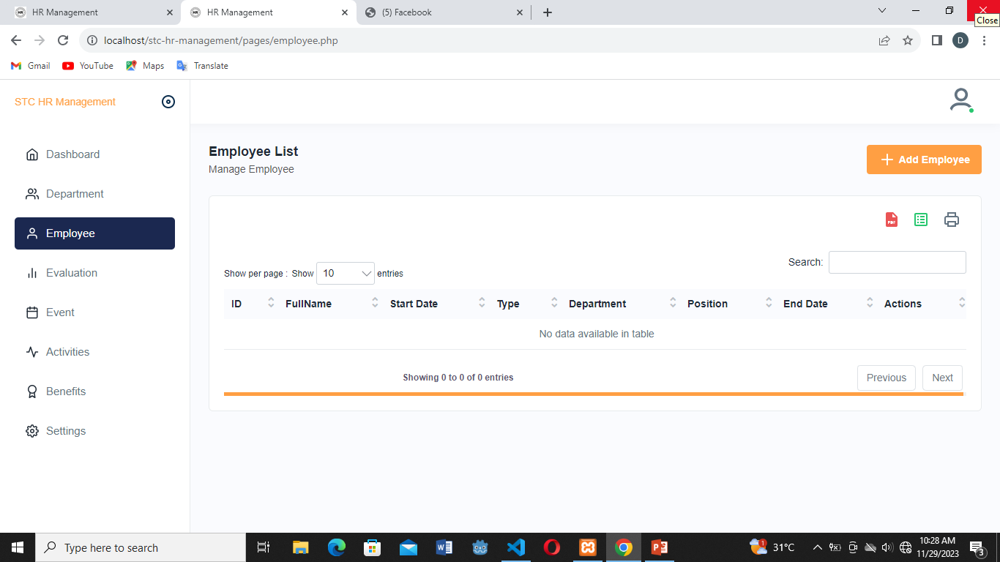 HR Management
HR Management
(5) Facebook
Close
localhost/stc-hr-management/pages/employee.php
D
Gmail
YouTube
Maps
Translate
STC HR Management
Dashboard
Department
Employee
Evaluation
Event
Activities
Benefits
Settings
Employee List
Manage Employee
Add Employee
PDF
Show per page : Show 10 entries
Search:
ID FullName Start Date Type Department Position End Date Actions
No data available in table
Showing 0 to 0 of 0 entries
Previous Next
Type here to search
1
31°C
10:28 AM
11/29/2023
3